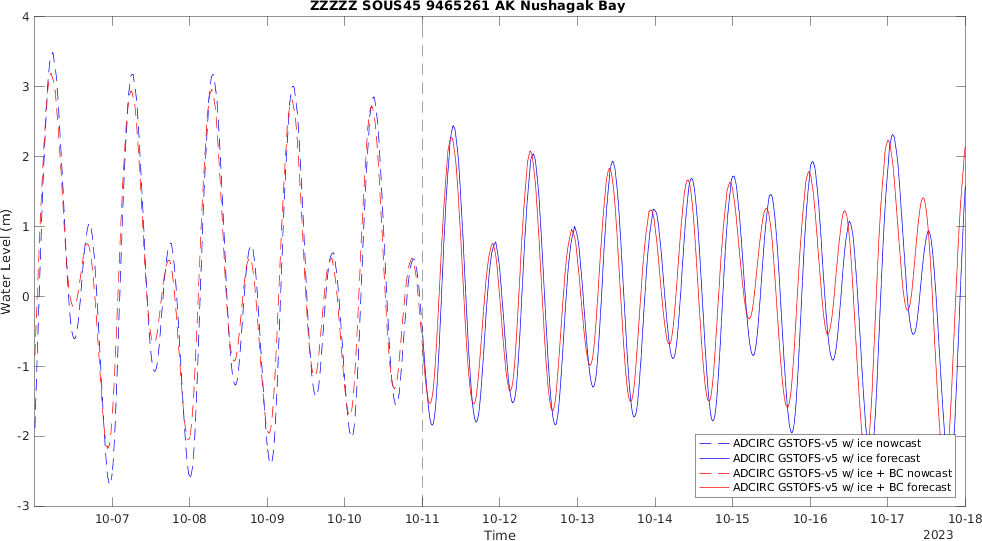 ZZZZZ SOUS45 9465261 AK Nushagak Bay
Water Level (m)
4
3
2
1
0
-1
-2
-3
ADCIRC GSTOFS-v5 w/ ice nowcast
ADCIRC GSTOFS-v5 w/ ice forecast
ADCIRC GSTOFS-v5 w/ ice + BC nowcast
ADCIRC GSTOFS-v5 w/ ice + BC forecast
10-07 10-08 10-09 10-10 10-11 10-12 10-13 10-14 10-15 10-16 10-17 10-18
Time
2023